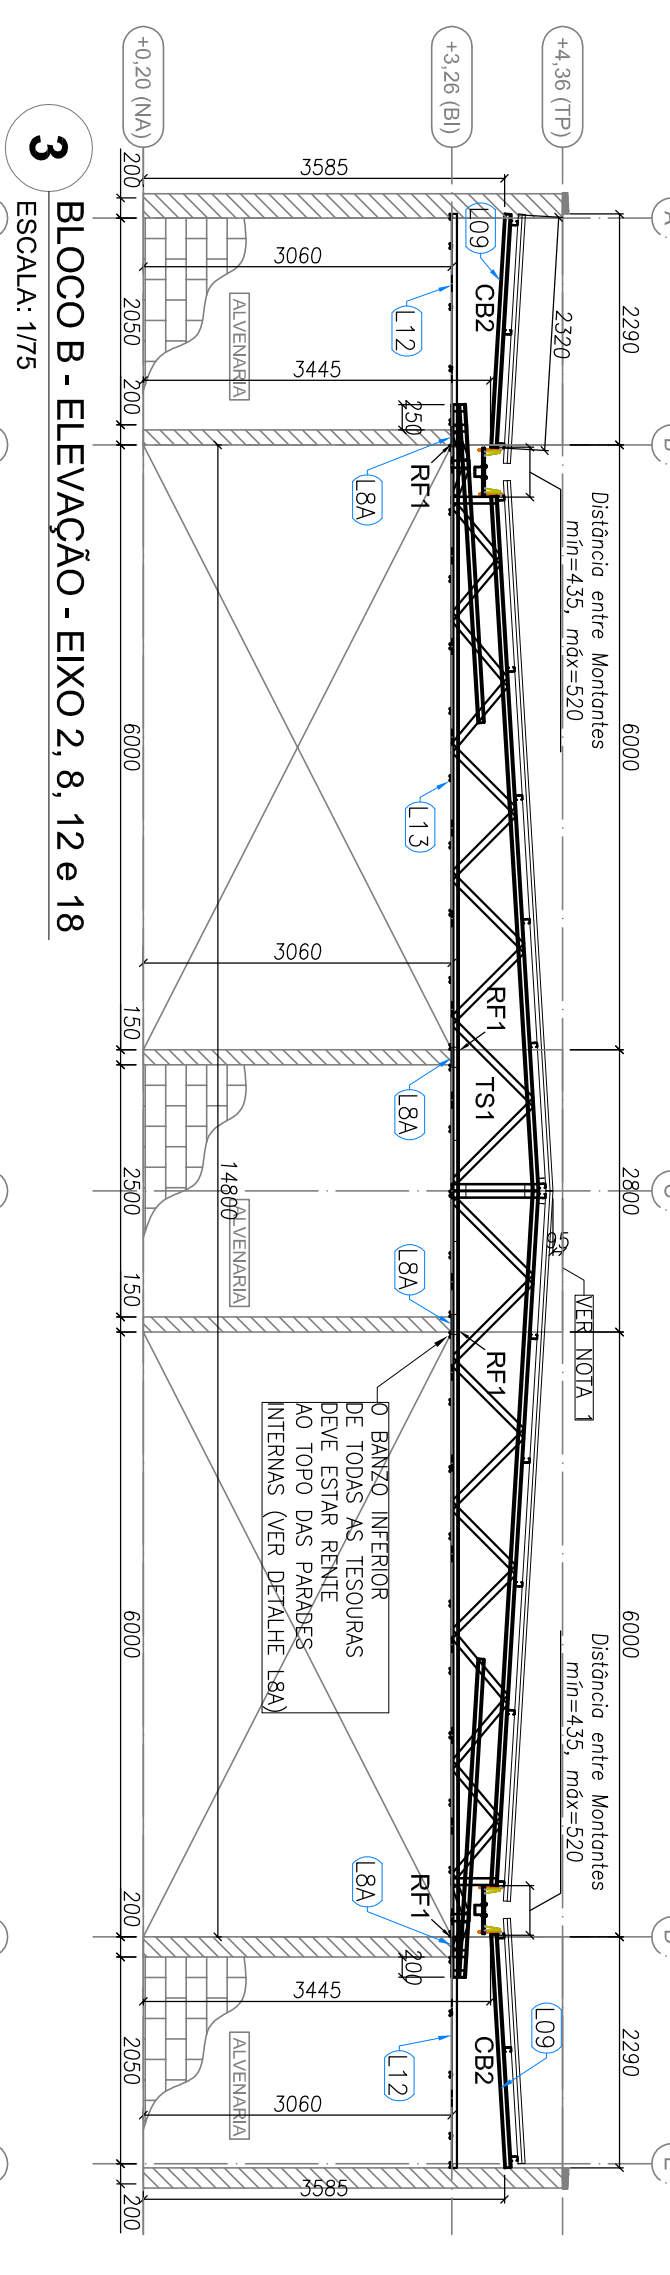 A
B
C
D
E
2290
6000
2800
6000
2290
+4,36 (TP)
+3,26 (BI)
+0,20 (NA)
2320
Distância entre Montantes
mín=435, máx=520
Distância entre Montantes
mín=435, máx=520
95
VER NOTA 1
L09
CB2
RF1
TS1
RF1
CB2
L09
3585
3060
L12
3445
250
RF1
L8A
L13
3060
L8A
L8A
RF1
L8A
200
3445
L12
3060
3585
O BANZO INFERIOR
DE TODAS AS TESOURAS
DEVE ESTAR RENTE
AO TOPO DAS PARADES
INTERNAS (VER DETALHE L8A)
ALVENARIA
14800
ALVENARIA
ALVENARIA
200
2050
200
6000
150
2500
150
6000
200
2050
200
3
BLOCO B - ELEVAÇÃO - EIXO 2, 8, 12 e 18
ESCALA: 1/75